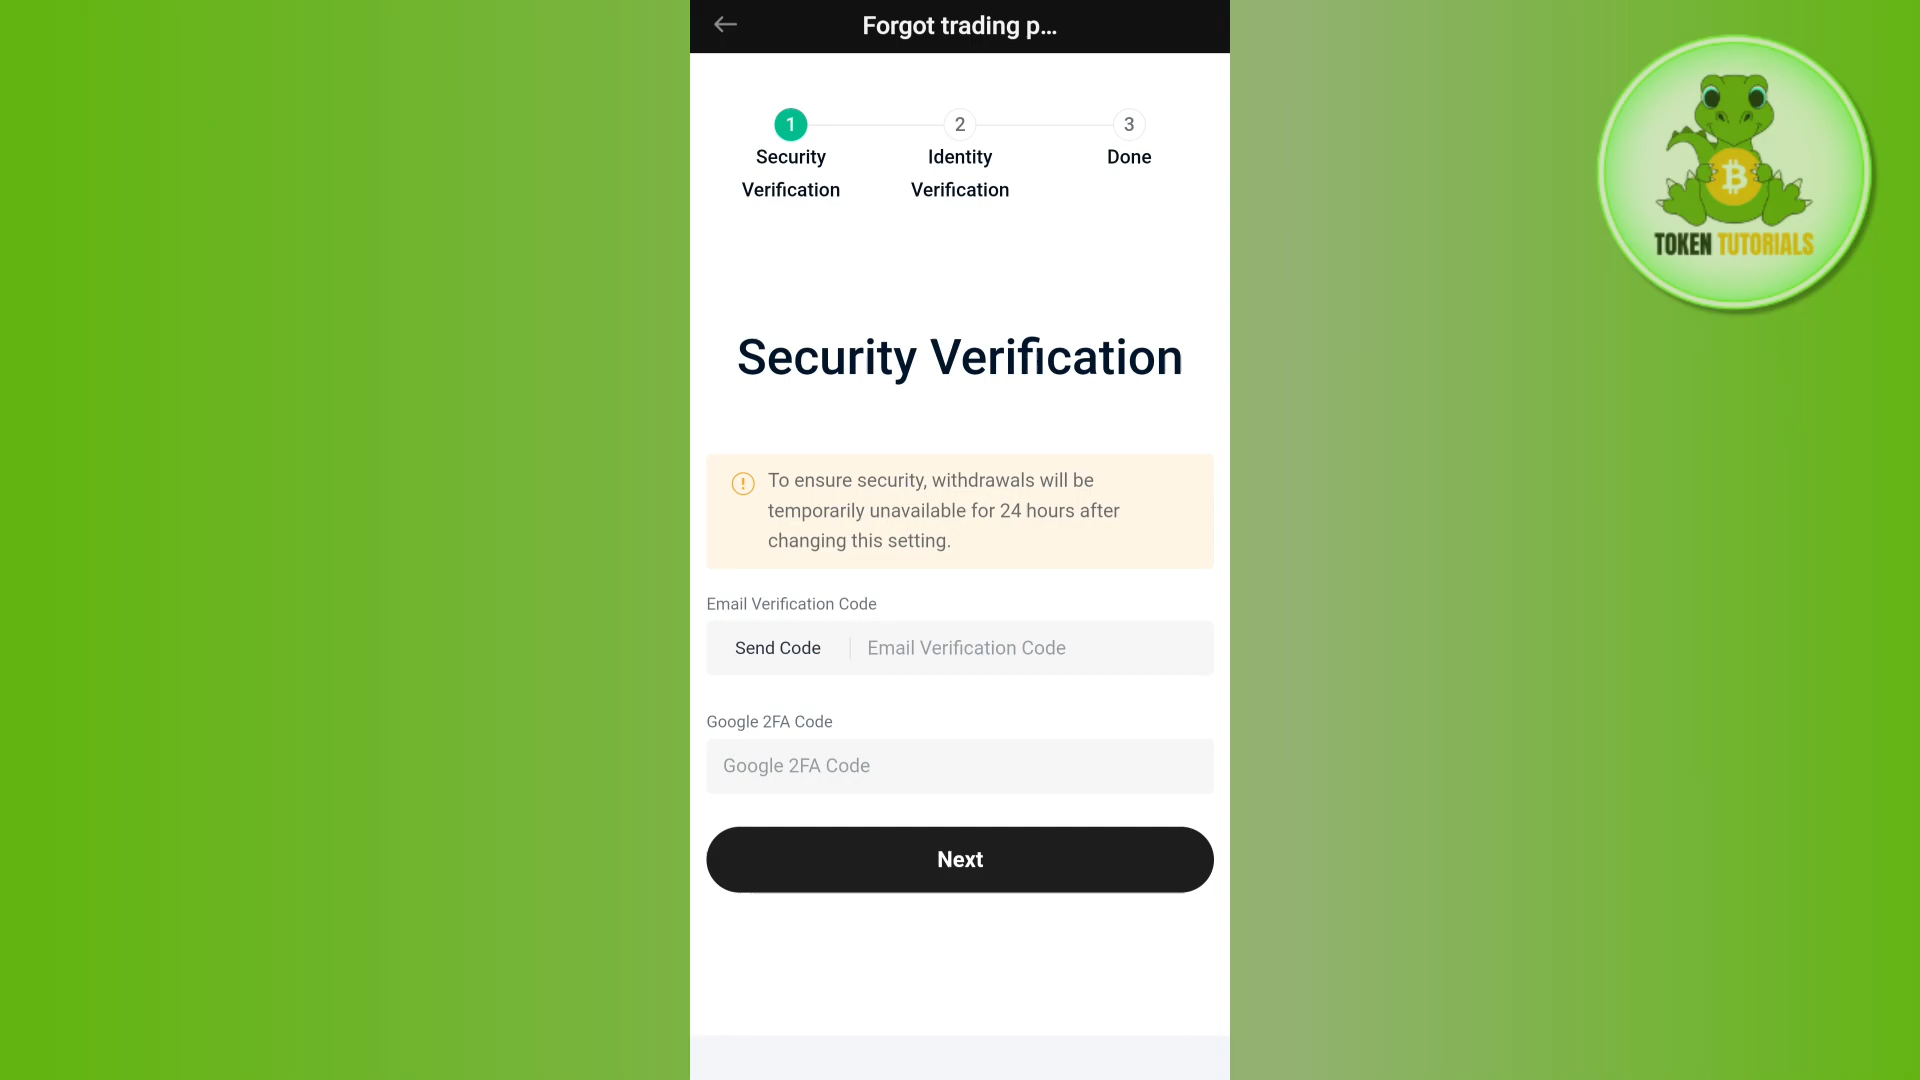 Forgot trading p...
1
2
3
Security
Verification
Identity
Verification
Done
Security Verification
To ensure security, withdrawals will be
temporarily unavailable for 24 hours after
changing this setting.
Email Verification Code
Send Code
Email Verification Code
Google 2FA Code
Google 2FA Code
Next
TOKEN TUTORIALS